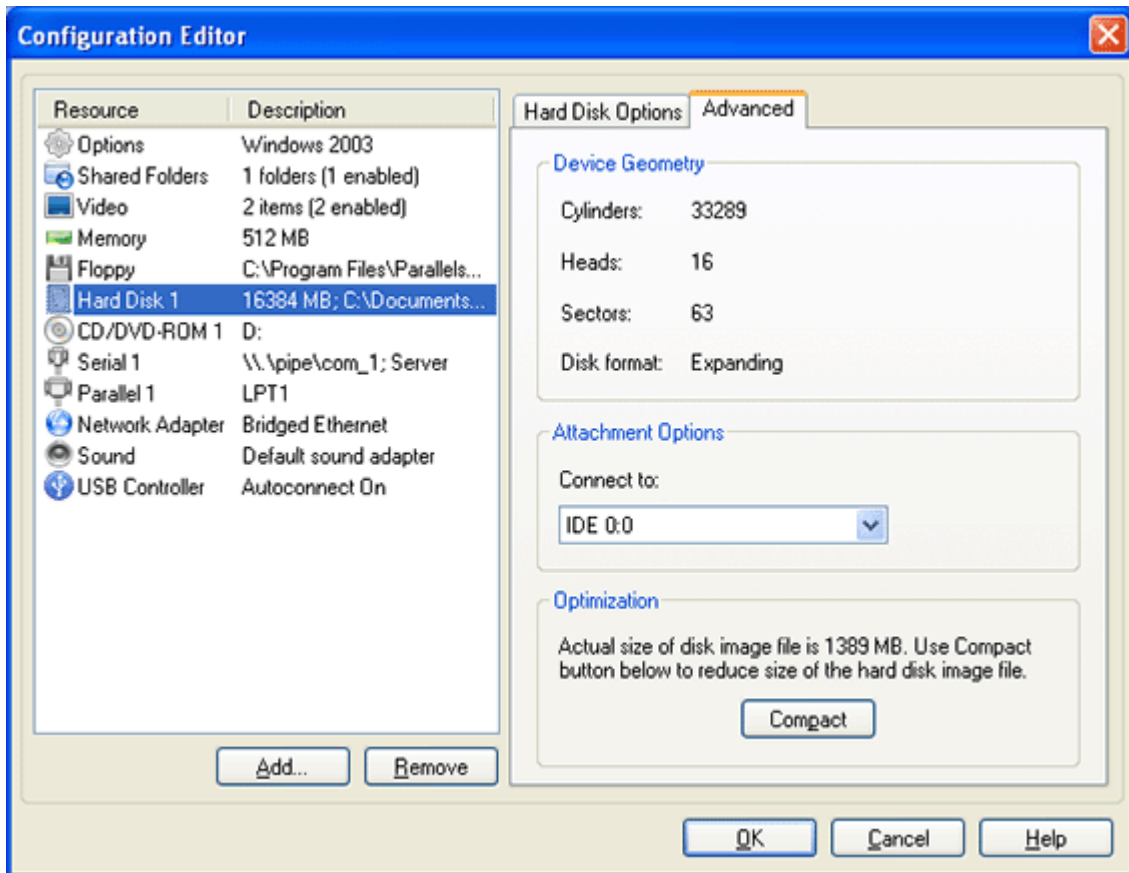 Configuration Editor
Resource Description
Options Windows 2003
Shared Folders 1 folders (1 enabled)
Video 2 items (2 enabled)
Memory 512 MB
Floppy C:\Program Files\Parallels...
Hard Disk 1 16384 MB; C:\Documents...
CD/DVD-ROM 1 D:
Serial 1 \\.\pipe\com_1; Server
Parallel 1 LPT1
Network Adapter Bridged Ethernet
Sound Default sound adapter
USB Controller Autoconnect On
Add... Remove
Hard Disk Options Advanced
Device Geometry
Cylinders: 33289
Heads: 16
Sectors: 63
Disk format: Expanding
Attachment Options
Connect to:
IDE 0:0
Optimization
Actual size of disk image file is 1389 MB. Use Compact
button below to reduce size of the hard disk image file.
Compact
OK Cancel Help